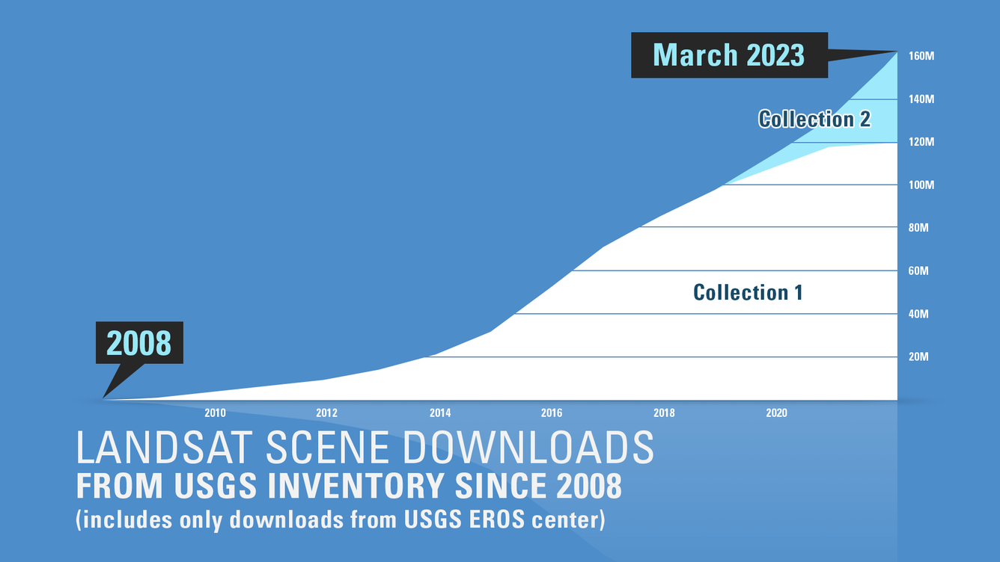 March 2023
160M
140M
Collection 2
120M
100M
80M
60M
Collection 1
40M
2008
20M
2010 2012 2014 2016 2018 2020
LANDSAT SCENE DOWNLOADS
FROM USGS INVENTORY SINCE 2008
(includes only downloads from USGS EROS center)